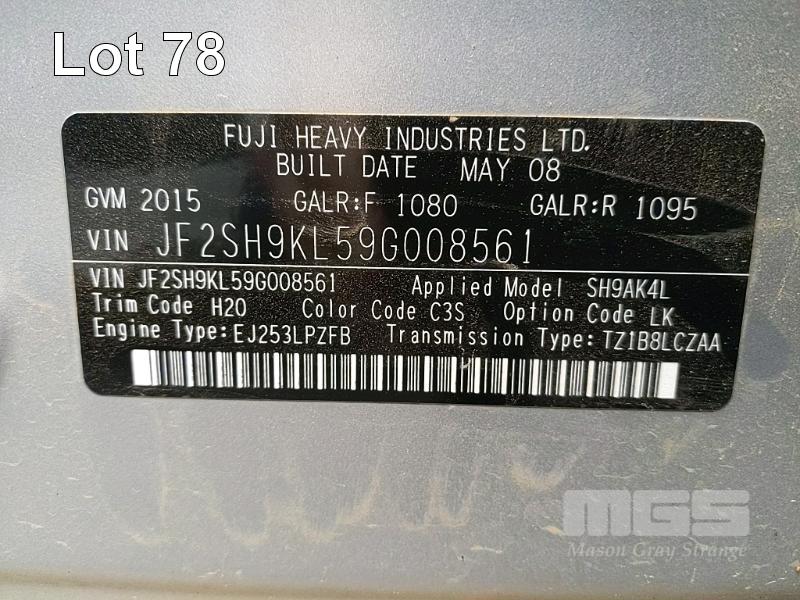 Lot 78
FUJI HEAVY INDUSTRIES LTD.
BUILT DATE MAY 08
GVM 2015 GALR:F 1080 GALR:R 1095
VIN JF2SH9KL59G008561
VIN JF2SH9KL59G008561 Applied Model SH9AK4L
Trim Code H20 Color Code C3S Option Code LK
Engine Type:EJ253LPZFB Transmission Type:TZ1B8LCZAA
MGS
Mason Gray Strange